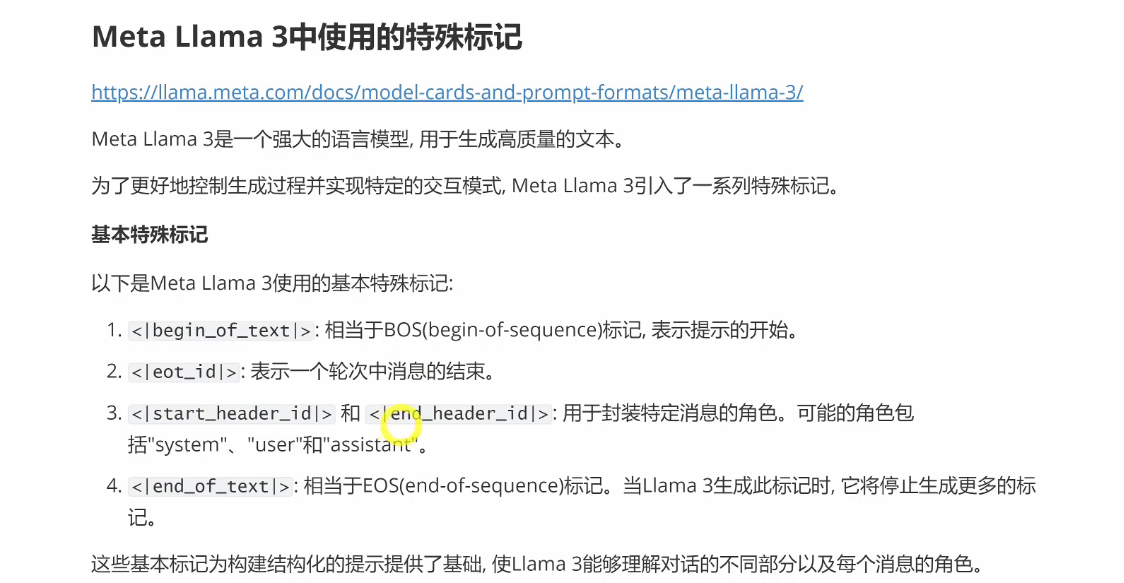 Meta Llama 3中使用的特殊标记
https://llama.meta.com/docs/model-cards-and-prompt-formats/meta-llama-3/
Meta Llama 3是一个强大的语言模型, 用于生成高质量的文本。
为了更好地控制生成过程并实现特定的交互模式, Meta Llama 3引入了一系列特殊标记。
基本特殊标记
以下是Meta Llama 3使用的基本特殊标记:
1. <|begin_of_text|>: 相当于BOS(begin-of-sequence)标记, 表示提示的开始。
2. <|eot_id|>: 表示一个轮次中消息的结束。
3. <|start_header_id|> 和 <|end_header_id|>: 用于封装特定消息的角色。可能的角色包
括"system"、"user"和"assistant"。
4. <|end_of_text|>: 相当于EOS(end-of-sequence)标记。当Llama 3生成此标记时, 它将停止生成更多的标
记。
这些基本标记为构建结构化的提示提供了基础, 使Llama 3能够理解对话的不同部分以及每个消息的角色。